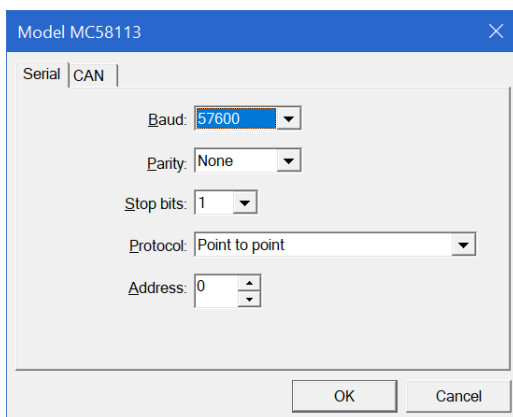 Model MC58113
Serial CAN
Baud: 57600
Parity: None
Stop bits: 1
Protocol: Point to point
Address: 0
OK Cancel